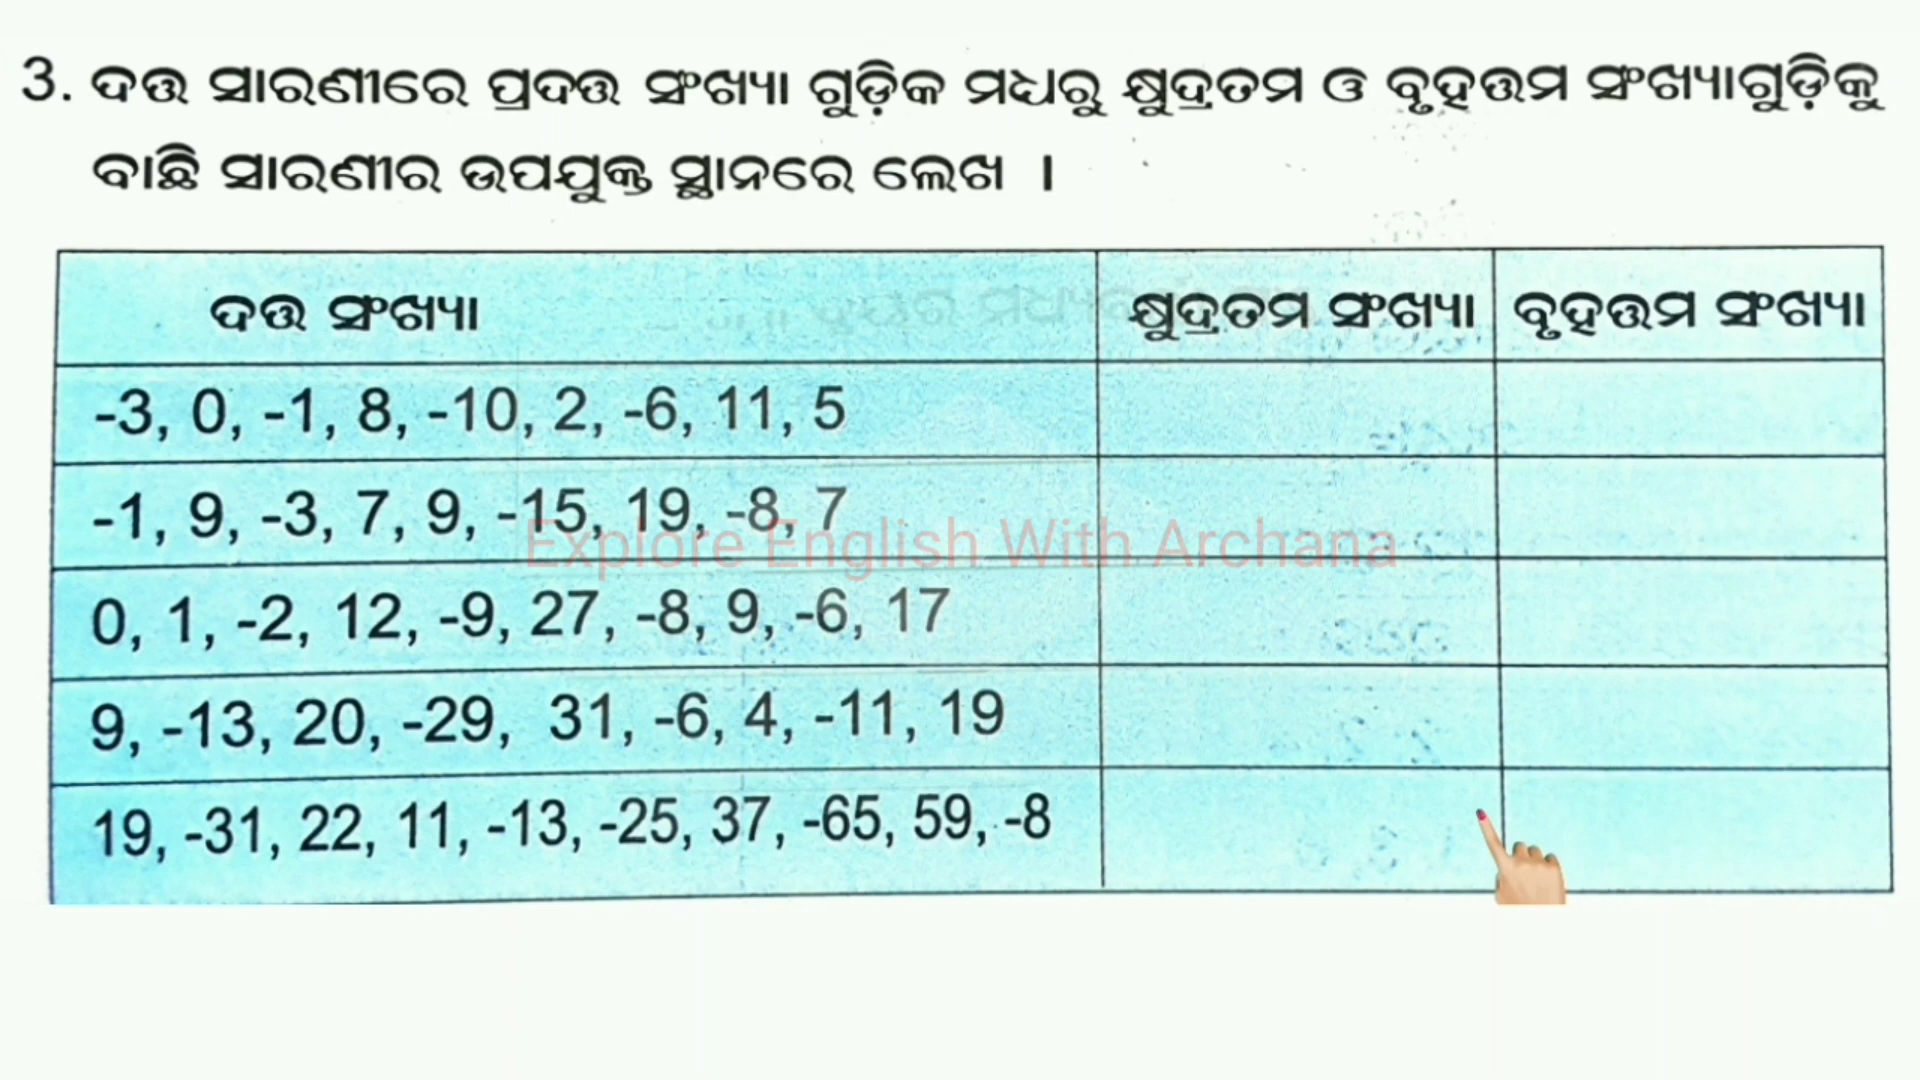 3. ଦତ୍ତ ସାରଣୀରେ ପ୍ରଦତ୍ତ ସଂଖ୍ୟା ଗୁଡ଼ିକ ମଧ୍ୟରୁ କ୍ଷୁଦ୍ରତମ ଓ ବୃହତ୍ତମ ସଂଖ୍ୟାଗୁଡ଼ିକୁ
ବାଛି ସାରଣୀର ଉପଯୁକ୍ତ ସ୍ଥାନରେ ଲେଖ ।
ଦତ୍ତ ସଂଖ୍ୟା କ୍ଷୁଦ୍ରତମ ସଂଖ୍ୟା ବୃହତ୍ତମ ସଂଖ୍ୟା
-3, 0, -1, 8, -10, 2, -6, 11, 5
-1, 9, -3, 7, 9, -15, 19, -8, 7
Explore English With Archana
0, 1, -2, 12, -9, 27, -8, 9, -6, 17
9, -13, 20, -29, 31, -6, 4, -11, 19
19, -31, 22, 11, -13, -25, 37, -65, 59, -8